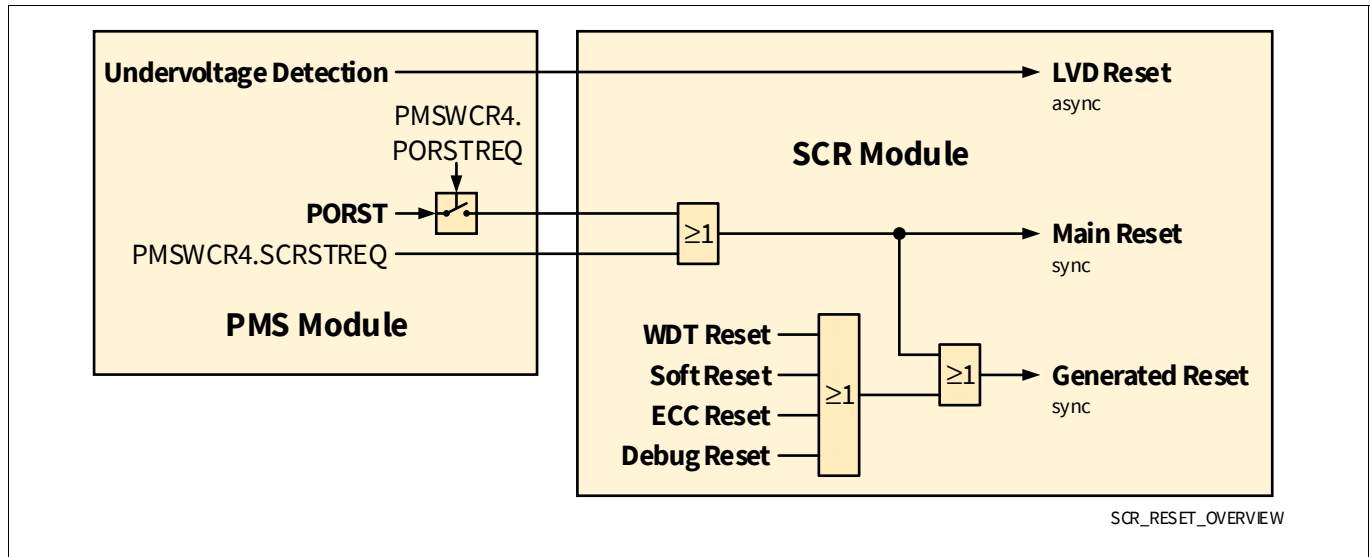 Undervoltage Detection
PMSWCR4.
PORSTREQ
PORST
PMSWCR4.SCRSTREQ
PMS Module
LVD Reset
async
SCR Module
≥1
Main Reset
sync
WDT Reset
Soft Reset
ECC Reset
Debug Reset
≥1
≥1
Generated Reset
sync
SCR_RESET_OVERVIEW